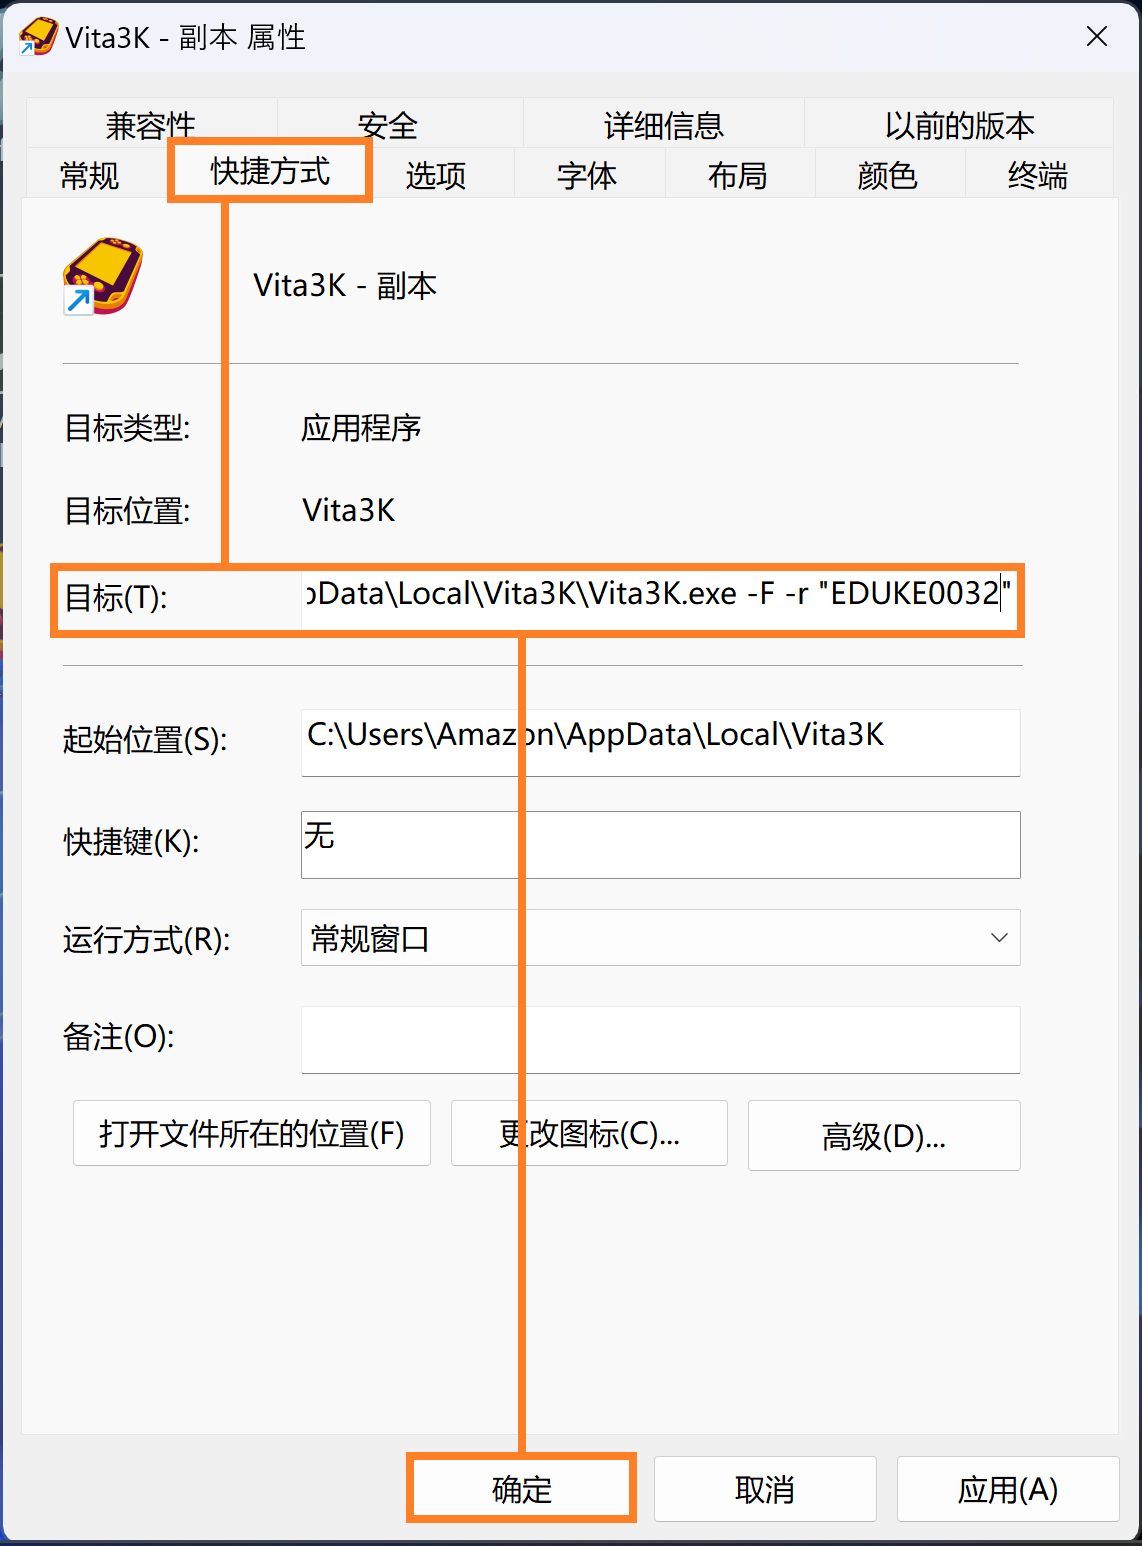 Vita3K - 副本 属性
兼容性 安全 详细信息 以前的版本
常规 快捷方式 选项 字体 布局 颜色 终端
Vita3K - 副本
目标类型: 应用程序
目标位置: Vita3K
目标(T): pData\Local\Vita3K\Vita3K.exe -F -r "EDUKE0032"
起始位置(S): C:\Users\Amazon\AppData\Local\Vita3K
快捷键(K): 无
运行方式(R): 常规窗口
备注(O):
打开文件所在的位置(F) 更改图标(C)... 高级(D)...
确定 取消 应用(A)